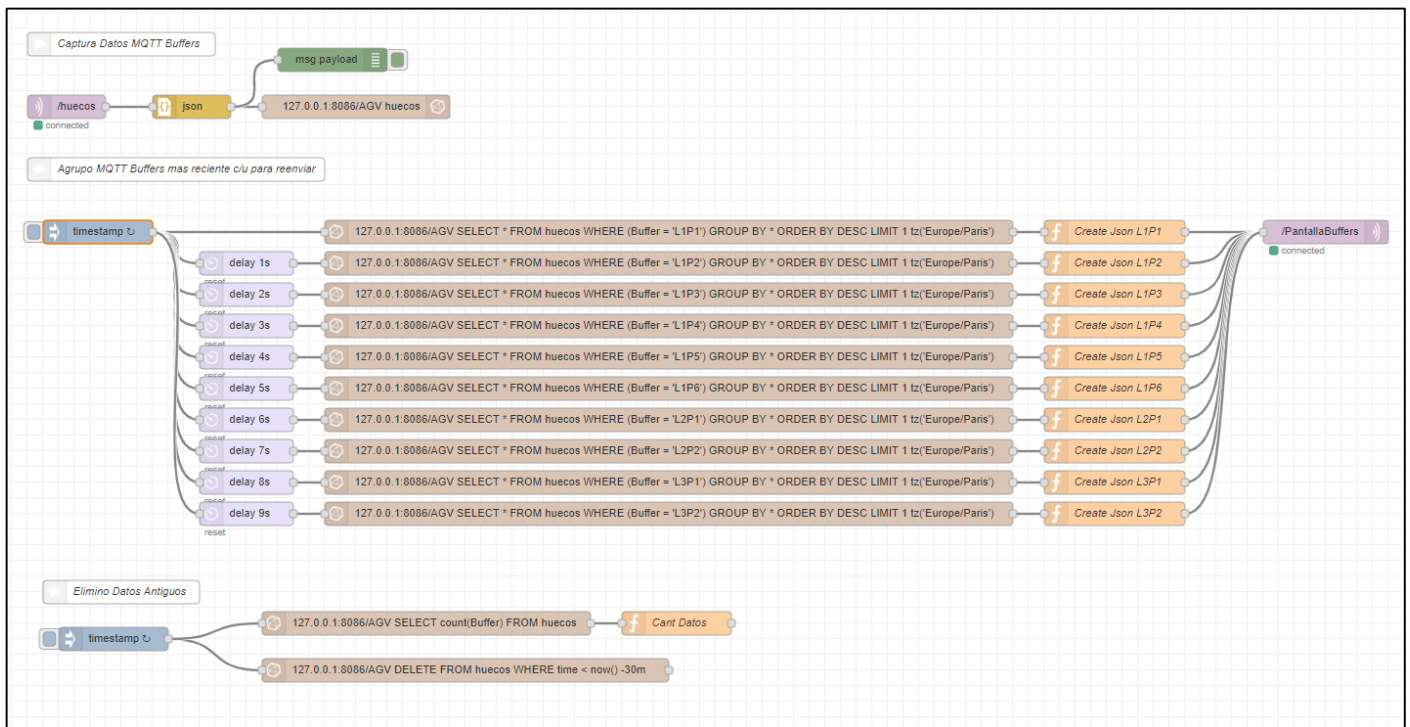 Captura Datos MQTT Buffers
msg.payload
/huecos
json
127.0.0.1:8086/AGV huecos
connected
Agrupo MQTT Buffers mas reciente c/u para reenviar
timestamp ↻
127.0.0.1:8086/AGV SELECT * FROM huecos WHERE (Buffer = 'L1P1') GROUP BY * ORDER BY DESC LIMIT 1 tz('Europe/Paris')
Create Json L1P1
/PantallaBuffers
connected
delay 1s
127.0.0.1:8086/AGV SELECT * FROM huecos WHERE (Buffer = 'L1P2') GROUP BY * ORDER BY DESC LIMIT 1 tz('Europe/Paris')
Create Json L1P2
reset
delay 2s
127.0.0.1:8086/AGV SELECT * FROM huecos WHERE (Buffer = 'L1P3') GROUP BY * ORDER BY DESC LIMIT 1 tz('Europe/Paris')
Create Json L1P3
reset
delay 3s
127.0.0.1:8086/AGV SELECT * FROM huecos WHERE (Buffer = 'L1P4') GROUP BY * ORDER BY DESC LIMIT 1 tz('Europe/Paris')
Create Json L1P4
reset
delay 4s
127.0.0.1:8086/AGV SELECT * FROM huecos WHERE (Buffer = 'L1P5') GROUP BY * ORDER BY DESC LIMIT 1 tz('Europe/Paris')
Create Json L1P5
reset
delay 5s
127.0.0.1:8086/AGV SELECT * FROM huecos WHERE (Buffer = 'L1P6') GROUP BY * ORDER BY DESC LIMIT 1 tz('Europe/Paris')
Create Json L1P6
reset
delay 6s
127.0.0.1:8086/AGV SELECT * FROM huecos WHERE (Buffer = 'L2P1') GROUP BY * ORDER BY DESC LIMIT 1 tz('Europe/Paris')
Create Json L2P1
reset
delay 7s
127.0.0.1:8086/AGV SELECT * FROM huecos WHERE (Buffer = 'L2P2') GROUP BY * ORDER BY DESC LIMIT 1 tz('Europe/Paris')
Create Json L2P2
reset
delay 8s
127.0.0.1:8086/AGV SELECT * FROM huecos WHERE (Buffer = 'L3P1') GROUP BY * ORDER BY DESC LIMIT 1 tz('Europe/Paris')
Create Json L3P1
reset
delay 9s
127.0.0.1:8086/AGV SELECT * FROM huecos WHERE (Buffer = 'L3P2') GROUP BY * ORDER BY DESC LIMIT 1 tz('Europe/Paris')
Create Json L3P2
reset
Elimino Datos Antiguos
127.0.0.1:8086/AGV SELECT count(Buffer) FROM huecos
Cant Datos
timestamp ↻
127.0.0.1:8086/AGV DELETE FROM huecos WHERE time < now() -30m